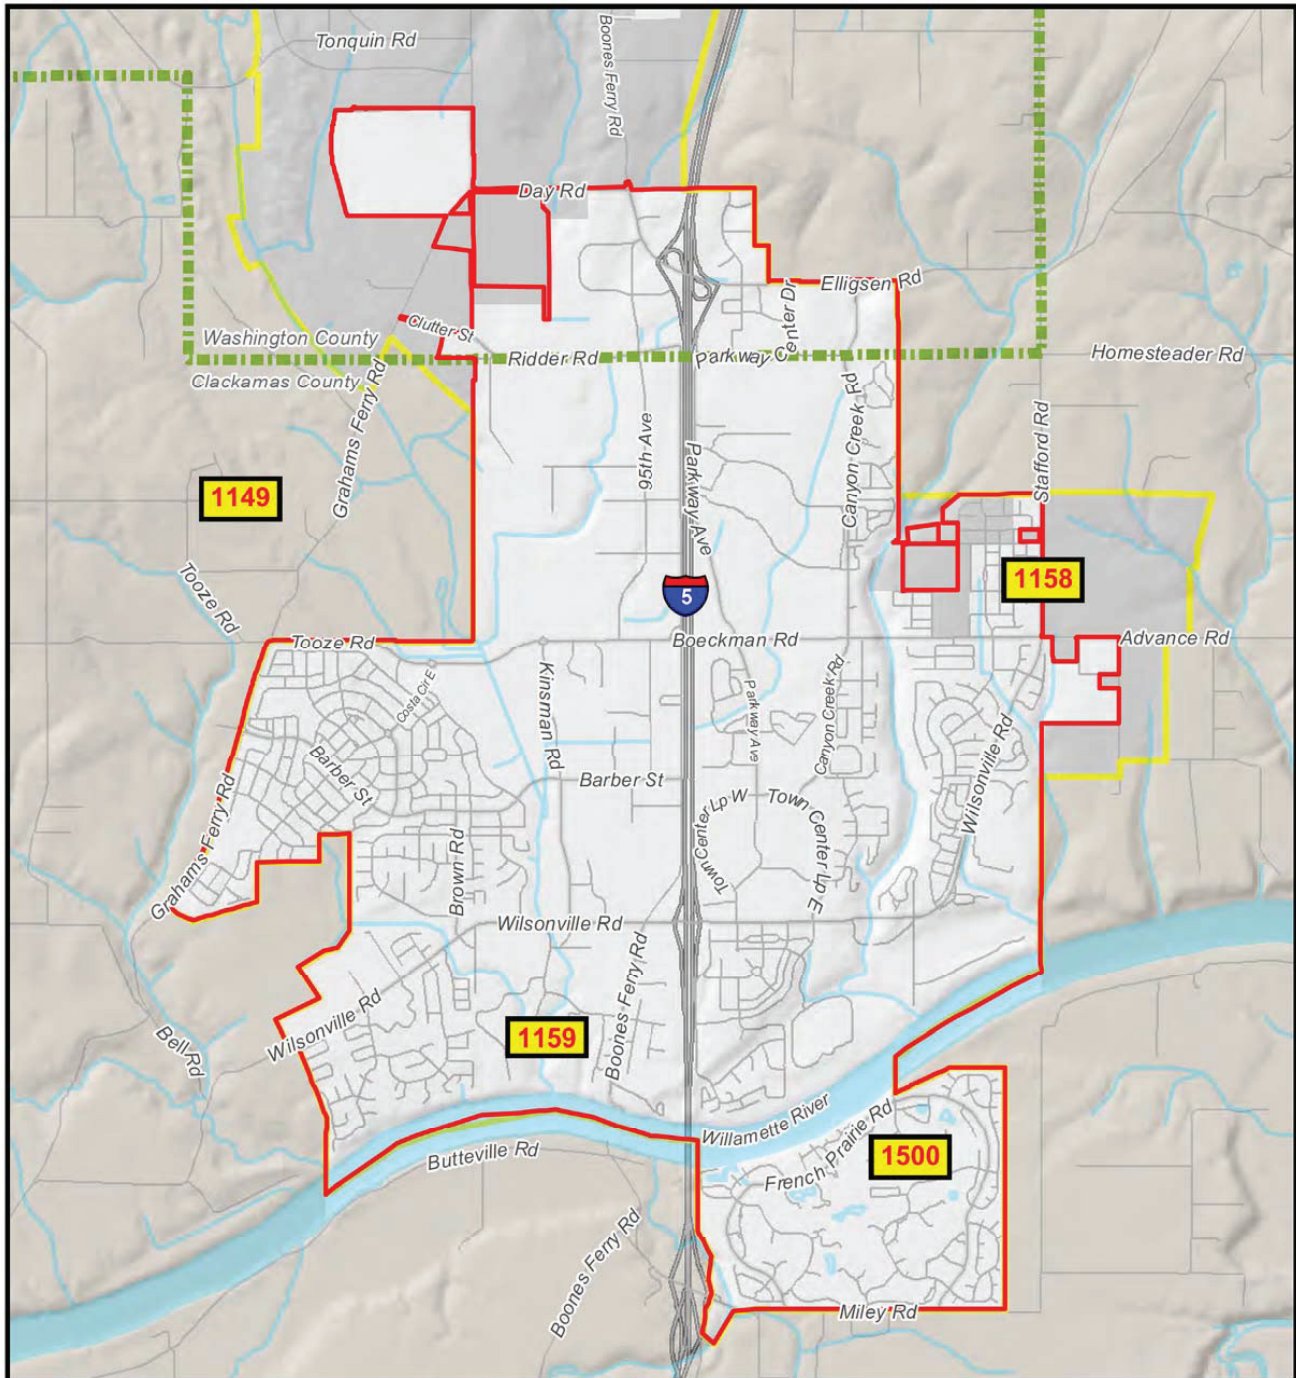 Tonquin Rd
Boones Ferry Rd
Day Rd
Elligsen Rd
Parkway Center Dr
Clutter St
Washington County
Ridder Rd
Homesteader Rd
Clackamas County
Grahams Ferry Rd
Canyon Creek Rd
Stafford Rd
95th Ave
Parkway Ave
1149
1158
5
Tooze Rd
Tooze Rd
Boeckman Rd
Advance Rd
Costa Cir E
Kinsman Rd
Parkway Ave
Canyon Creek Rd
Wilsonville Rd
Barber St
Barber St
Town Center Lp W
Town Center Lp E
Grahams Ferry Rd
Brown Rd
Wilsonville Rd
Boones Ferry Rd
Wilsonville Rd
Bell Rd
1159
Willamette River
French Prairie Rd
1500
Butteville Rd
Boones Ferry Rd
Miley Rd